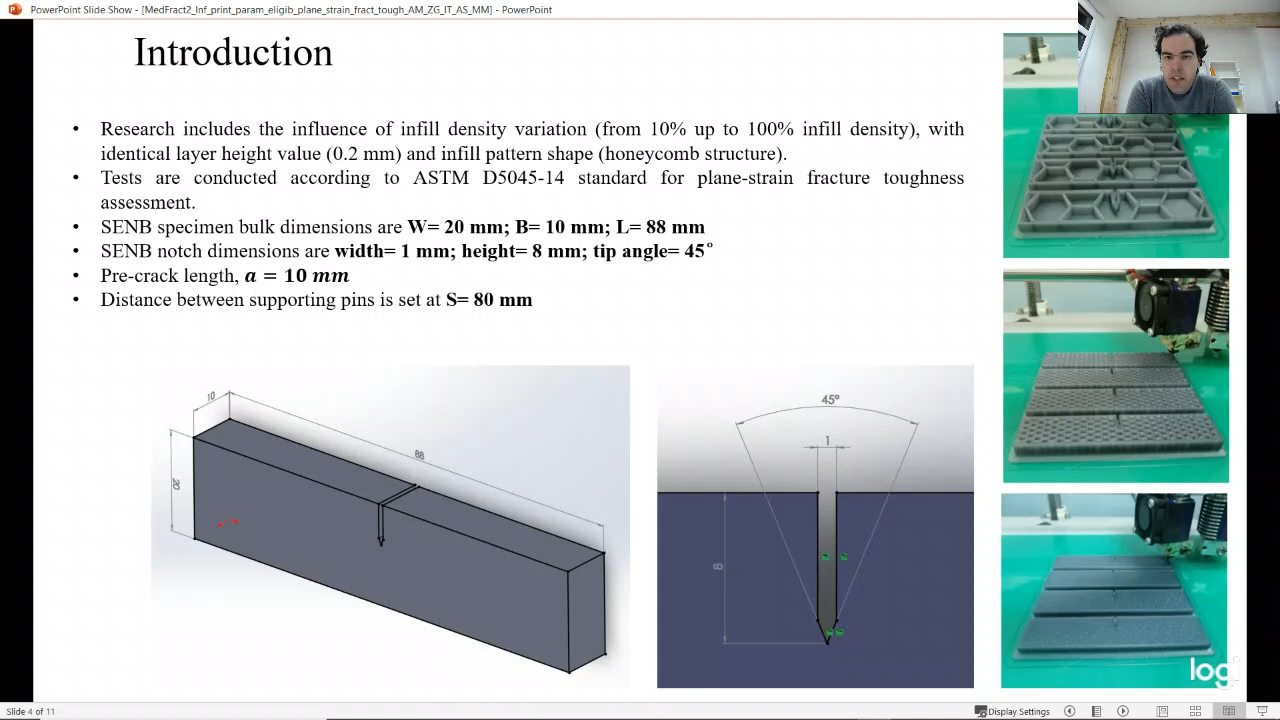 PowerPoint Slide Show - [MedFract2_Inf_print_param_eligib_plane_strain_fract_tough_AM_ZG_IT_AS_MM] - PowerPoint
Introduction
• Research includes the influence of infill density variation (from 10% up to 100% infill density), with
identical layer height value (0.2 mm) and infill pattern shape (honeycomb structure).
• Tests are conducted according to ASTM D5045-14 standard for plane-strain fracture toughness
assessment.
• SENB specimen bulk dimensions are W= 20 mm; B= 10 mm; L= 88 mm
• SENB notch dimensions are width= 1 mm; height= 8 mm; tip angle= 45°
• Pre-crack length, a = 10 mm
• Distance between supporting pins is set at S= 80 mm
10
88
20
45°
1
8
logi
Slide 4 of 11
Display Settings